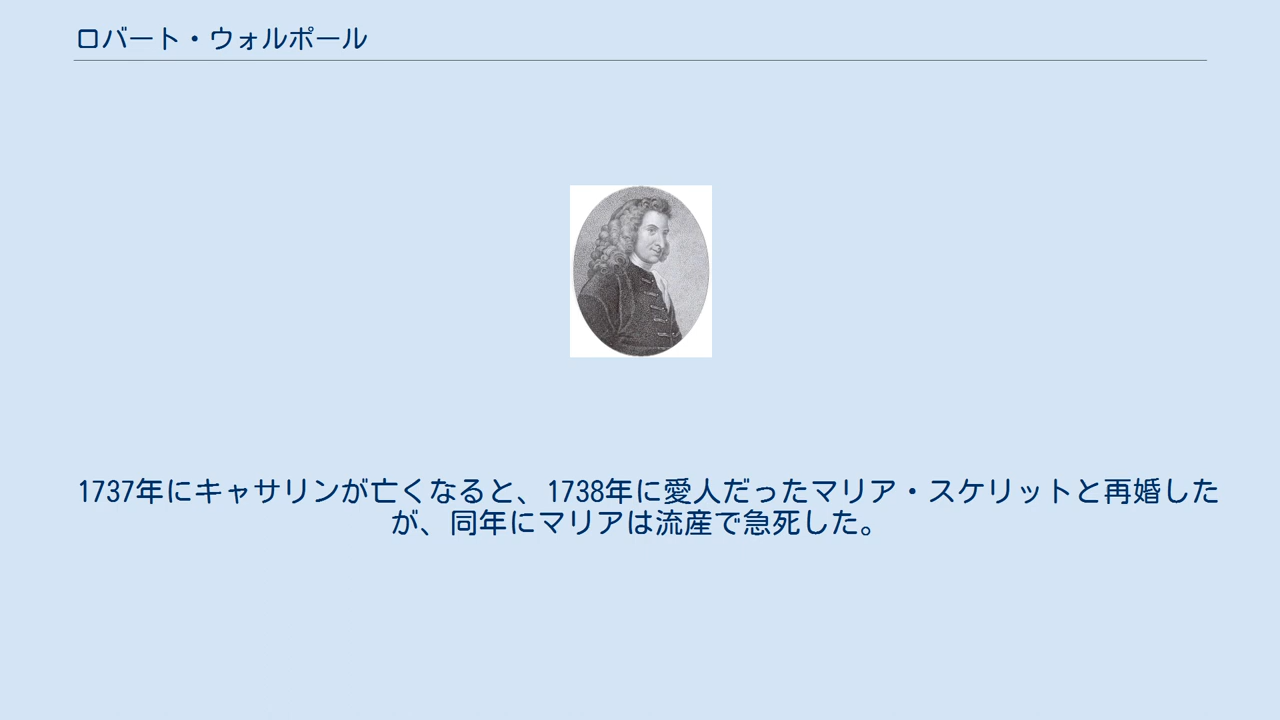 ロバート・ウォルポール
1737年にキャサリンが亡くなると、1738年に愛人だったマリア・スケリットと再婚した
が、同年にマリアは流産で急死した。